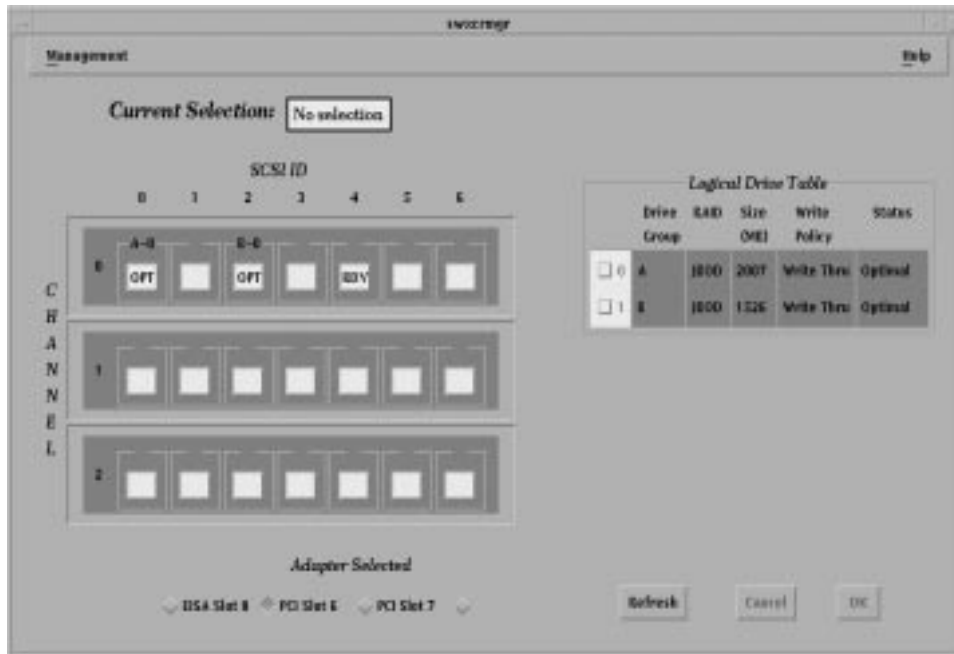 swxcrmgr
Management Help
Current Selection: No selection
SCSI ID
0 1 2 3 4 5 6
CHANNEL
0 A-0 B-0
OPT OPT RDY
1
2
Logical Drive Table
Drive Group RAID Size (MB) Write Policy Status
0 A JBOD 2007 Write Thru Optimal
1 B JBOD Write Thru Optimal
Adapter Selected
EISA Slot 8 PCI Slot 6 PCI Slot 7
Refresh Cancel OK